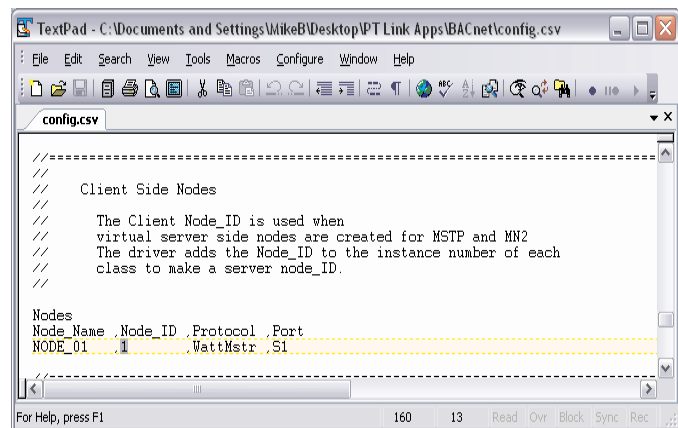 TextPad - C:\Documents and Settings\MikeB\Desktop\PT Link Apps\BACnet\config.csv
File Edit Search View Tools Macros Configure Window Help
config.csv
//=============================================================================
//
//    Client Side Nodes
//
//      The Client Node_ID is used when
//      virtual server side nodes are created for MSTP and MN2
//      The driver adds the Node_ID to the instance number of each
//      class to make a server node_ID.
//
Nodes
Node_Name ,Node_ID ,Protocol ,Port
NODE_01   ,1       ,WattMstr ,S1
//-----------------------------------------------------------------------------
For Help, press F1 160 13 Read Ovr Block Sync Rec